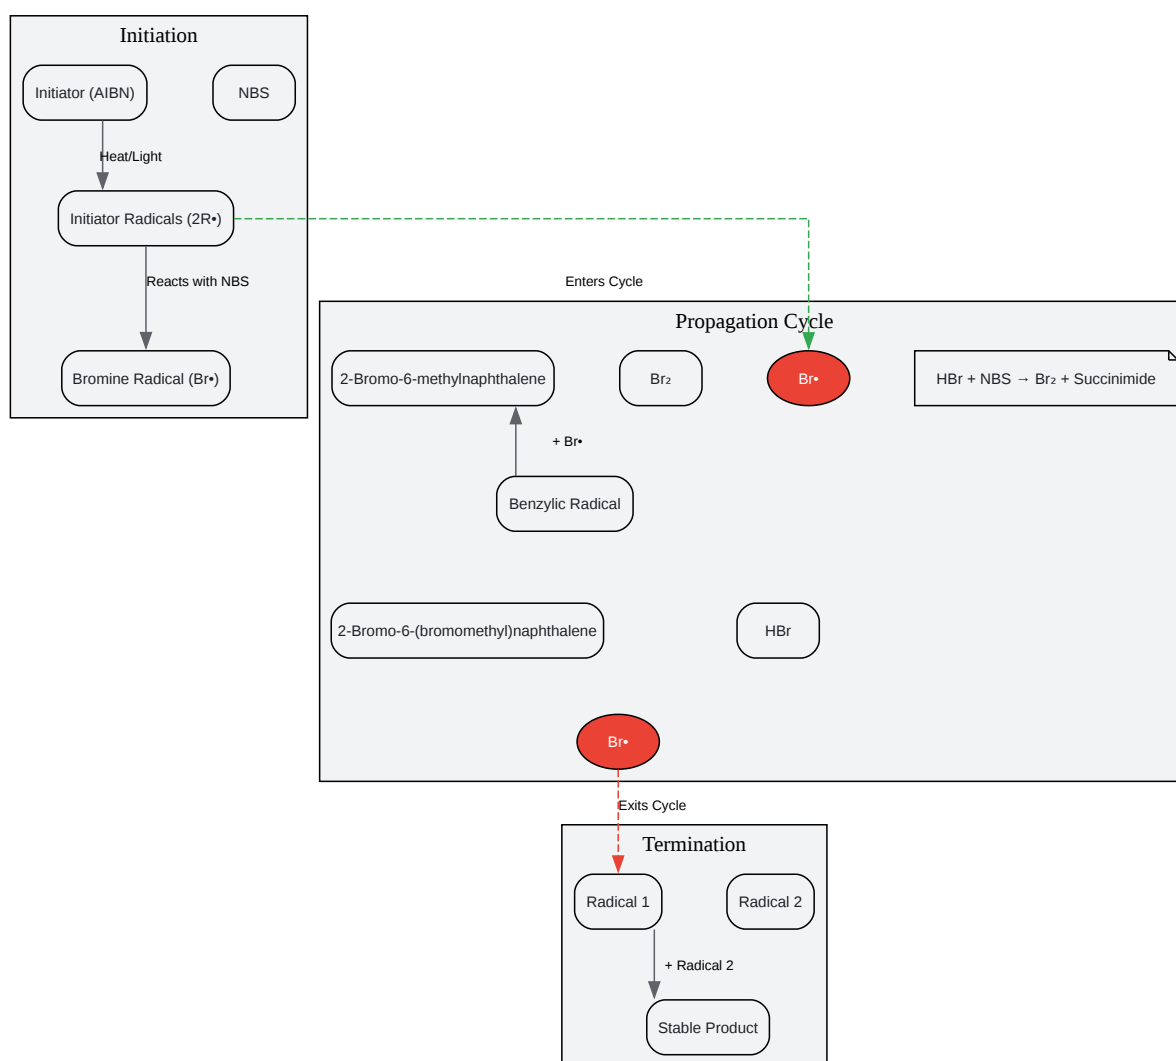 Initiation
Initiator (AIBN)
NBS
Heat/Light
Initiator Radicals (2R•)
Reacts with NBS
Enters Cycle
Bromine Radical (Br•)
Propagation Cycle
2-Bromo-6-methylnaphthalene
Br₂
Br•
HBr + NBS → Br₂ + Succinimide
+ Br•
Benzylic Radical
2-Bromo-6-(bromomethyl)naphthalene
HBr
Br•
Exits Cycle
Termination
Radical 1
Radical 2
+ Radical 2
Stable Product